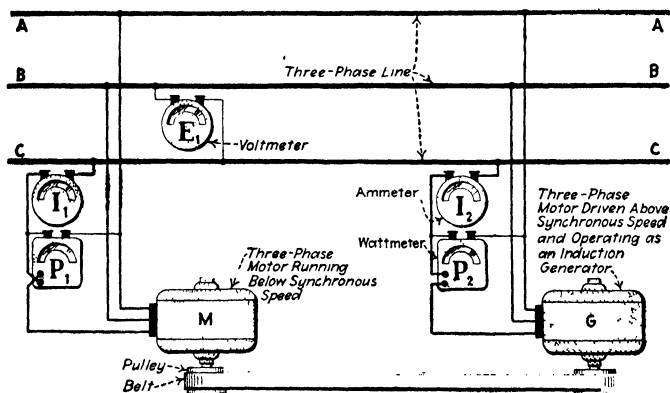 A A
Three-Phase Line
B B
E1
Voltmeter
C C
I1
Ammeter
I2
Three-Phase
Motor Driven Above
Synchronous Speed
and Operating as
an Induction
Generator
P1
Three-Phase
Motor Running
Below Synchronous
Speed
Wattmeter
P2
M
G
Pulley
Belt